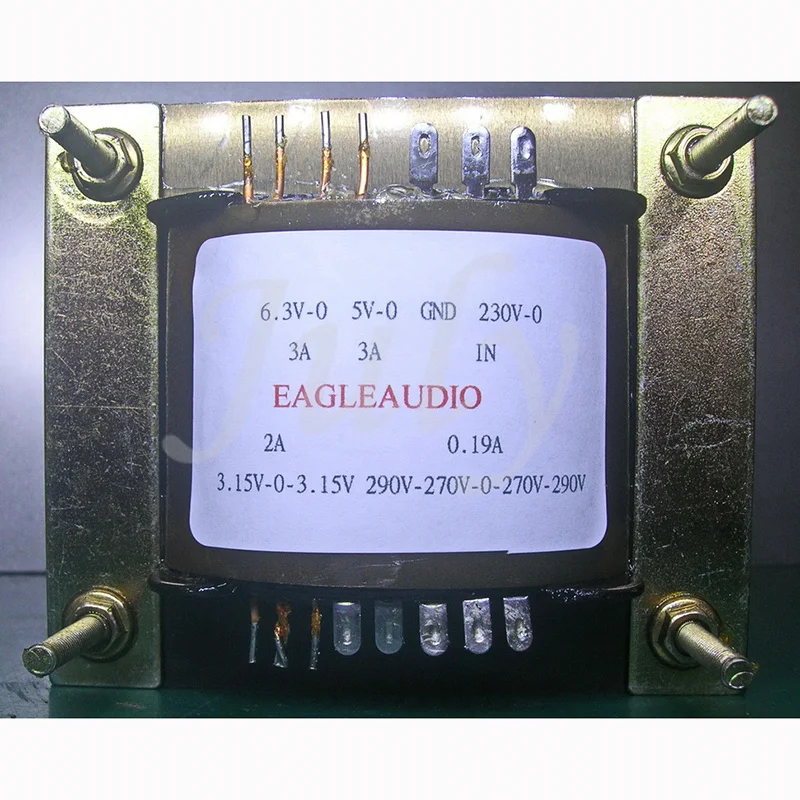 6.3V-0 5V-0 GND 230V-0
3A 3A IN
EAGLEAUDIO
2A 0.19A
3.15V-0-3.15V 290V-270V-0-270V-290V
July